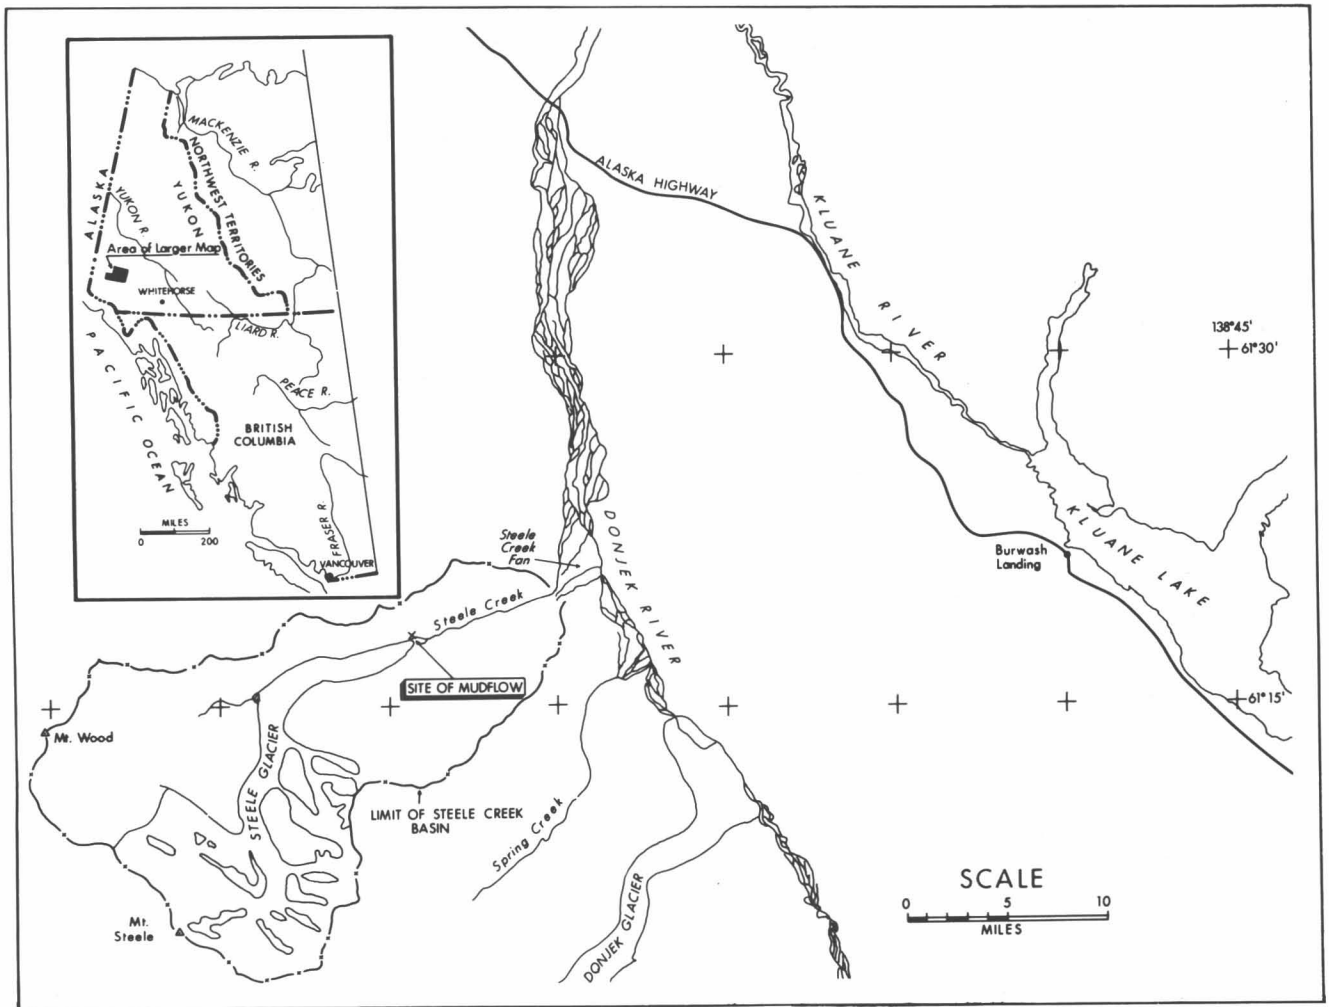 MACKENZIE R.
NORTHWEST TERRITORIES
YUKON
ALASKA
YUKON R.
Area of Larger Map
WHITEHORSE
LIARD R.
PEACE R.
PACIFIC OCEAN
BRITISH
COLUMBIA
MILES
0 200
FRASER R.
VANCOUVER
ALASKA HIGHWAY
KLUANE RIVER
138°45'
61°30'
DONJEK RIVER
Steele
Creek
Fan
Burwash
Landing
KLUANE LAKE
Steele Creek
SITE OF MUDFLOW
61°15'
Mt. Wood
STEELE GLACIER
LIMIT OF STEELE CREEK
BASIN
Spring Creek
DONJEK GLACIER
Mt.
Steele
SCALE
0 5 10
MILES